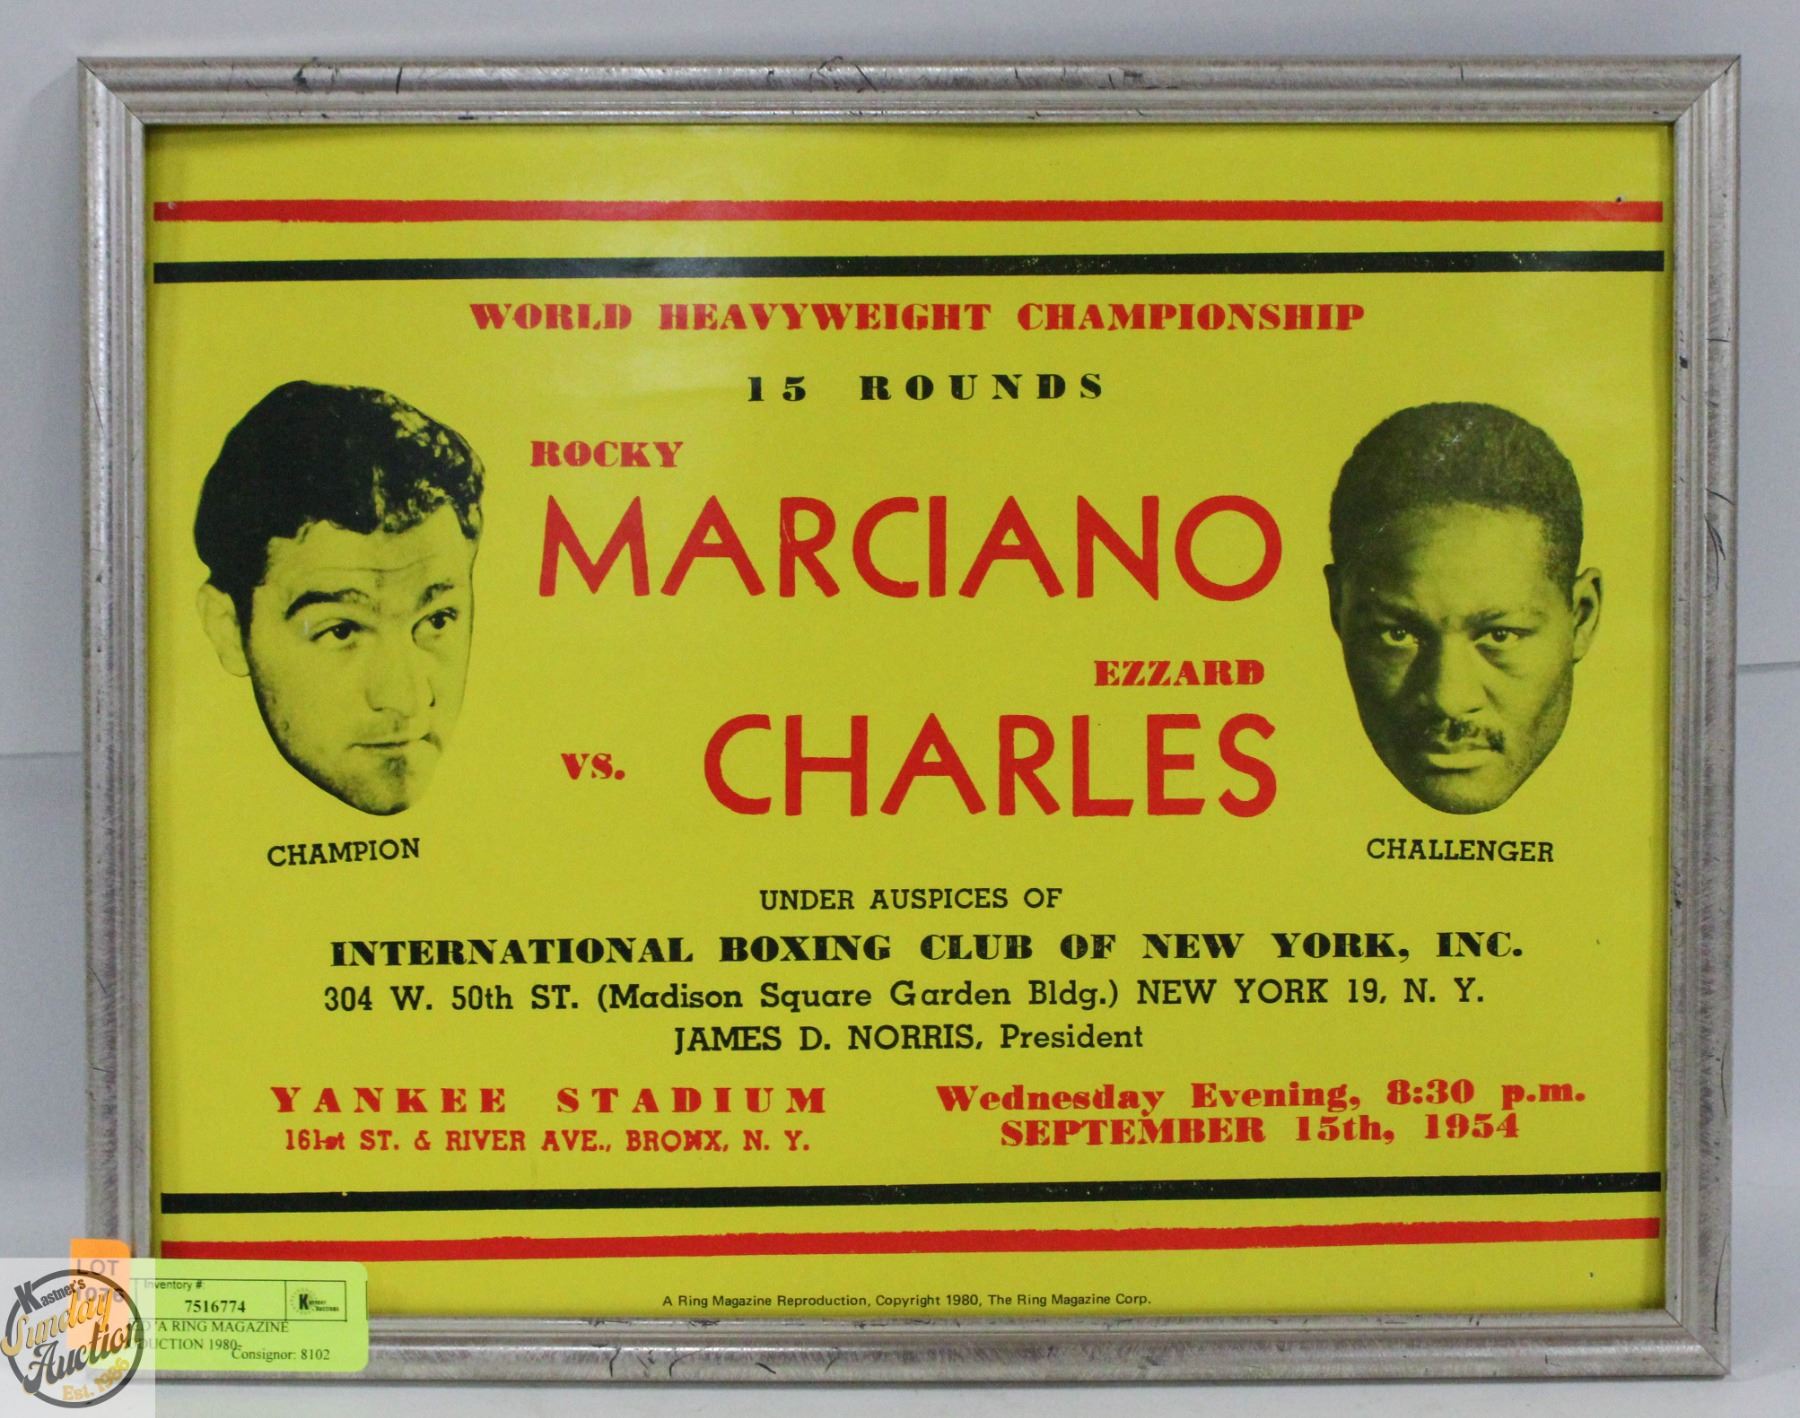 WORLD HEAVYWEIGHT CHAMPIONSHIP
15 ROUNDS
ROCKY
MARCIANO
EZZARD
VS. CHARLES
CHAMPION
CHALLENGER
UNDER AUSPICES OF
INTERNATIONAL BOXING CLUB OF NEW YORK, INC.
304 W. 50th ST. (Madison Square Garden Bldg.) NEW YORK 19, N. Y.
JAMES D. NORRIS, President
YANKEE STADIUM
161st ST. & RIVER AVE., BRONX, N. Y.
Wednesday Evening, 8:30 p.m.
SEPTEMBER 15th, 1954
A Ring Magazine Reproduction, Copyright 1980, The Ring Magazine Corp.
LOT
Inventory #:
7516774
A RING MAGAZINE
1980-
Consignor: 8102
Kastner's
Sunday
Auction
Est. 1986